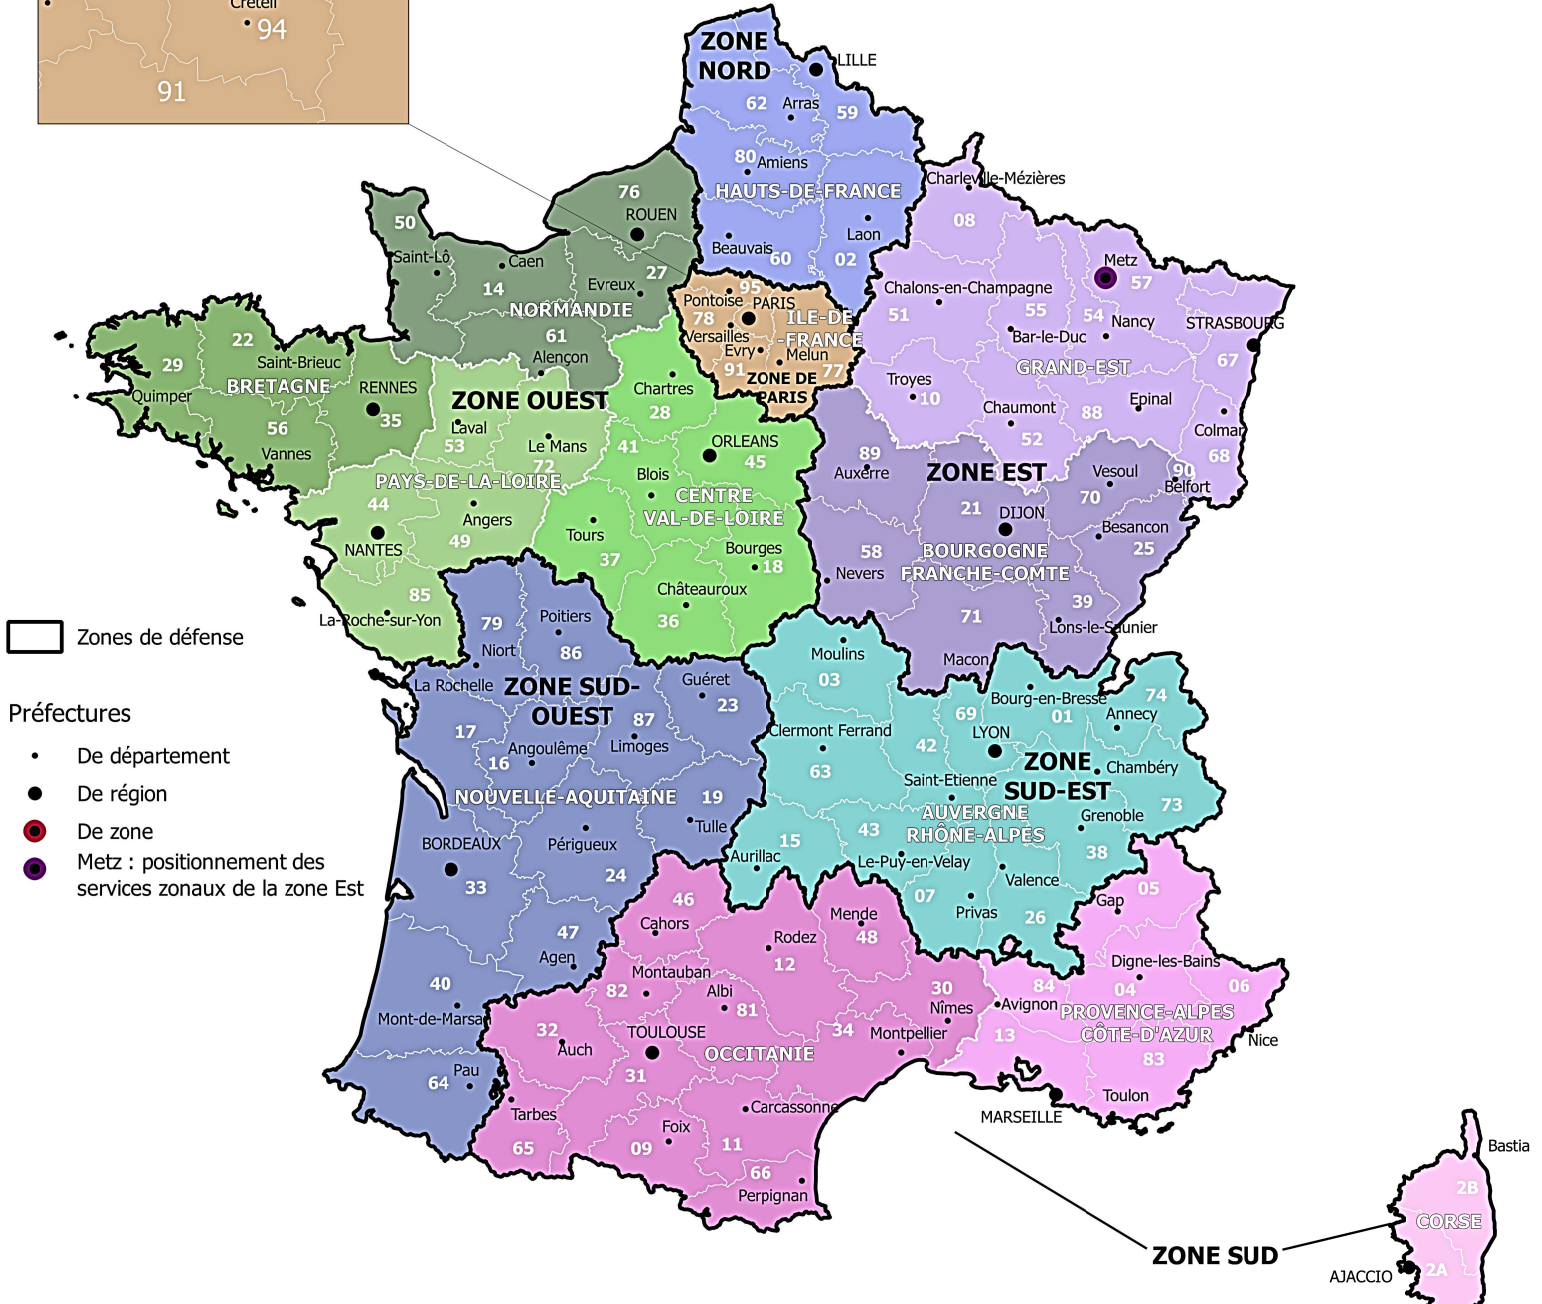 Créteil
94
91
ZONE
NORD
LILLE
62
Arras
59
80
Amiens
HAUTS-DE-FRANCE
Beauvais
60
Laon
02
76
ROUEN
50
Saint-Lô
Caen
14
Evreux
27
NORMANDIE
61
Alençon
Charleville-Mézières
08
Metz
57
Chalons-en-Champagne
51
55
54
Nancy
Bar-le-Duc
STRASBOURG
67
GRAND-EST
Troyes
10
Chaumont
52
88
Epinal
Colmar
68
95
Pontoise
PARIS
78
Versailles
ILE-DE
-FRANCE
Evry
Melun
91
77
ZONE DE
PARIS
22
Saint-Brieuc
29
BRETAGNE
Quimper
RENNES
35
56
Vannes
ZONE OUEST
Laval
53
Le Mans
72
PAYS-DE-LA-LOIRE
44
Angers
NANTES
49
85
La-Roche-sur-Yon
Chartres
28
41
ORLEANS
45
Blois
CENTRE
VAL-DE-LOIRE
Tours
37
Bourges
18
Châteauroux
36
89
Auxerre
ZONE EST
Vesoul
70
90
Belfort
21
DIJON
Besancon
25
58
Nevers
BOURGOGNE
FRANCHE-COMTE
39
71
Lons-le-Saunier
Macon
Zones de défense
Préfectures
De département
De région
De zone
Metz : positionnement des
services zonaux de la zone Est
79
Poitiers
86
Niort
La Rochelle
ZONE SUD-
OUEST
Guéret
23
17
87
Limoges
Angoulême
16
NOUVELLE-AQUITAINE
19
Tulle
BORDEAUX
Périgueux
33
24
47
Agen
40
Mont-de-Marsan
64
Pau
Moulins
03
Bourg-en-Bresse
01
74
Annecy
69
LYON
Clermont Ferrand
42
63
ZONE
SUD-EST
Chambéry
Saint-Etienne
73
AUVERGNE
RHÔNE-ALPES
Grenoble
43
15
38
Aurillac
Le-Puy-en-Velay
Valence
07
Privas
26
46
Cahors
Mende
48
Rodez
12
Montauban
82
Albi
81
30
Nîmes
32
Auch
TOULOUSE
34
Montpellier
OCCITANIE
31
Tarbes
65
Carcassonne
Foix
09
11
66
Perpignan
05
Gap
Digne-les-Bains
04
06
84
Avignon
PROVENCE-ALPES
CÔTE-D'AZUR
13
Nice
83
Toulon
MARSEILLE
ZONE SUD
Bastia
2B
CORSE
2A
AJACCIO